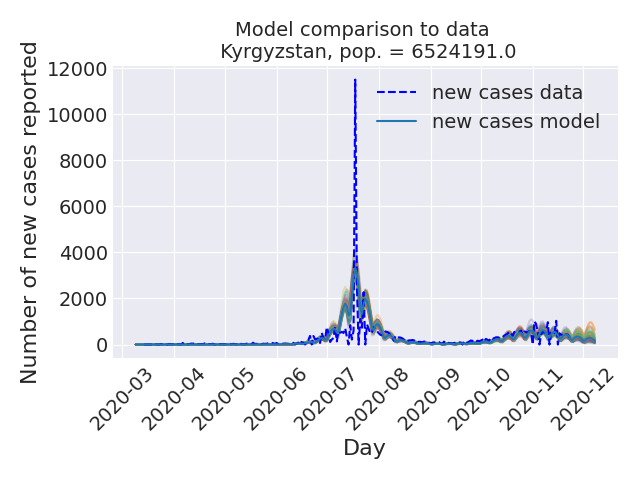 Model comparison to data
Kyrgyzstan, pop. = 6524191.0
Number of new cases reported
12000
10000
8000
6000
4000
2000
0
new cases data
new cases model
2020-03
2020-04
2020-05
2020-06
2020-07
2020-08
2020-09
2020-10
2020-11
2020-12
Day